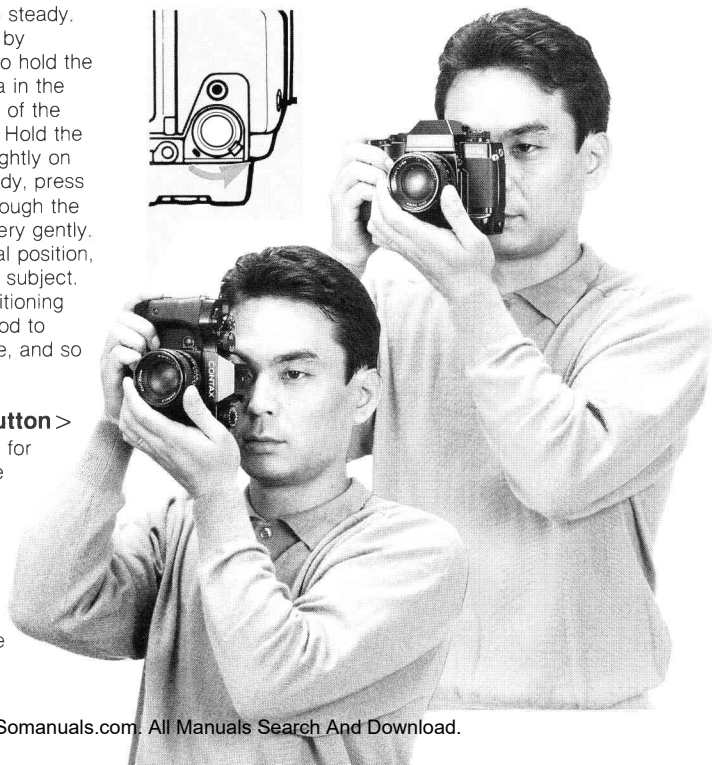 steady.
by
o hold the
a in the
of the
Hold the
ghtly on
dy, press
ough the
ery gently.
al position,
subject.
itioning
od to
e, and so
utton>
for
e
e
CONTAX
Somanuals.com. All Manuals Search And Download.